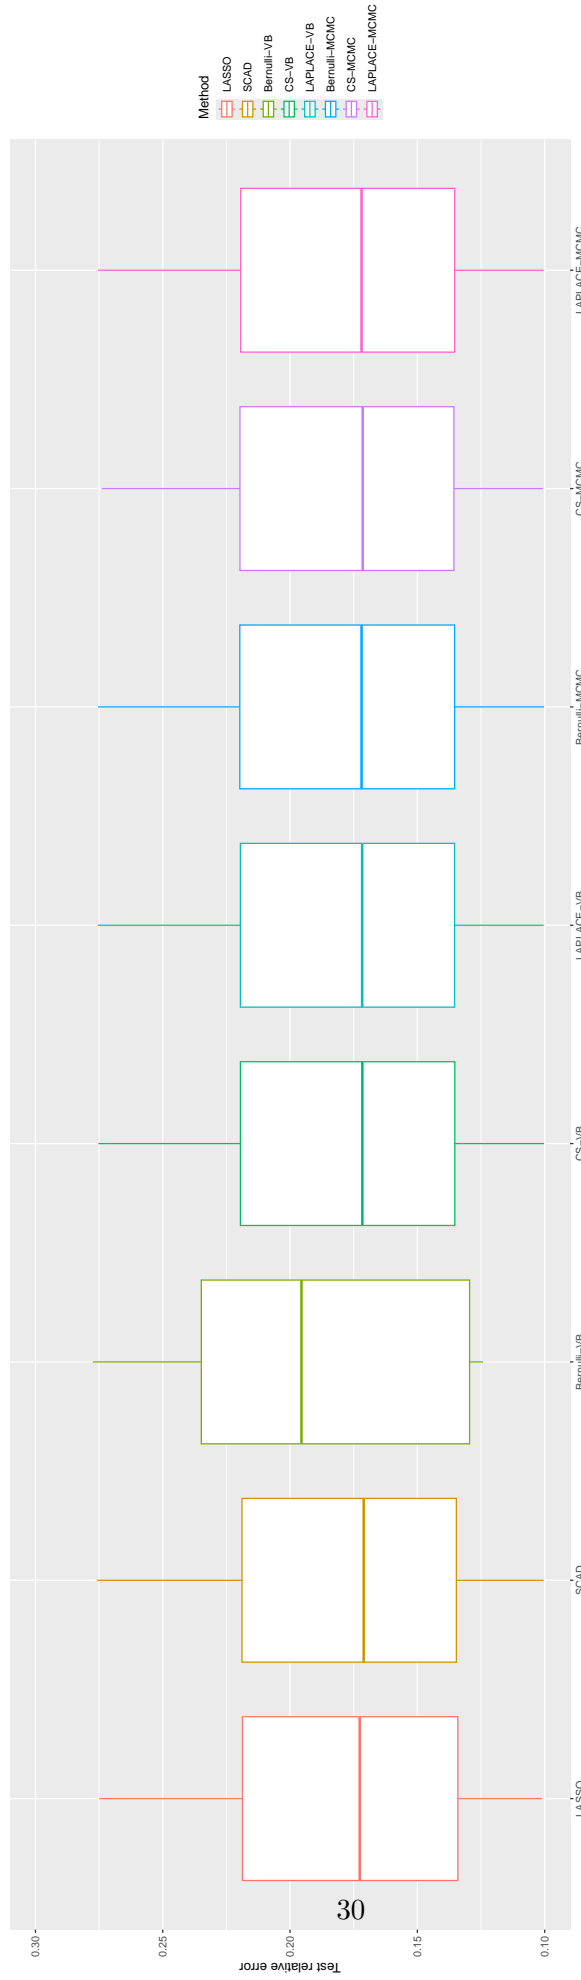 Method
LASSO
SCAD
Bernulli−VB
CS−VB
LAPLACE−VB
Bernulli−MCMC
CS−MCMC
LAPLACE−MCMC
0.30
0.25
0.20
0.15
0.10
Test relative error
LASSO
SCAD
Bernulli−VB
CS−VB
LAPLACE−VB
Bernulli−MCMC
CS−MCMC
LAPLACE−MCMC
30